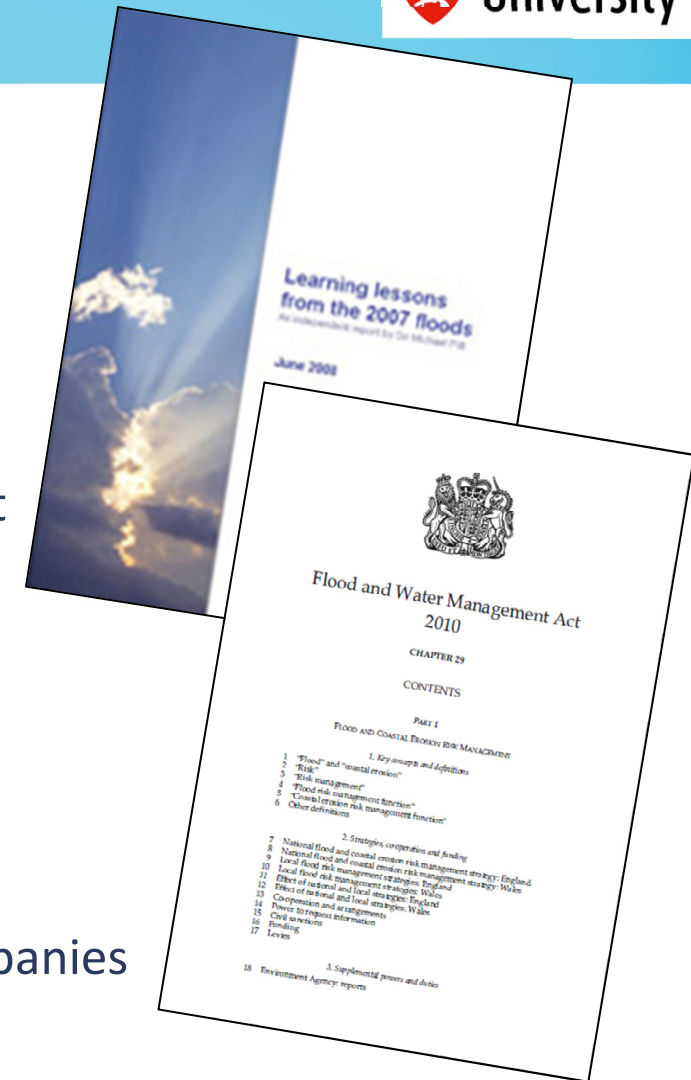 University
Learning lessons
from the 2007 floods
An independent report by Sir Michael Pitt
June 2008
t
Flood and Water Management Act
2010
CHAPTER 29
CONTENTS
PART 1
FLOOD AND COASTAL EROSION RISK MANAGEMENT
1. Key concepts and definitions
1 "Flood" and "coastal erosion"
2 "Risk"
3 "Risk management"
4 "Flood risk management function"
5 "Coastal erosion risk management function"
6 Other definitions
2. Strategies, co-operation and funding
7 National flood and coastal erosion risk management strategy: England
8 National flood and coastal erosion risk management strategy: Wales
9 Local flood risk management strategies: England
10 Local flood risk management strategies: Wales
11 Effect of national and local strategies: England
12 Effect of national and local strategies: Wales
13 Co-operation and arrangements
14 Power to request information
15 Civil sanctions
16 Funding
17 Levies
panies
3. Supplemental powers and duties
18 Environment Agency: reports